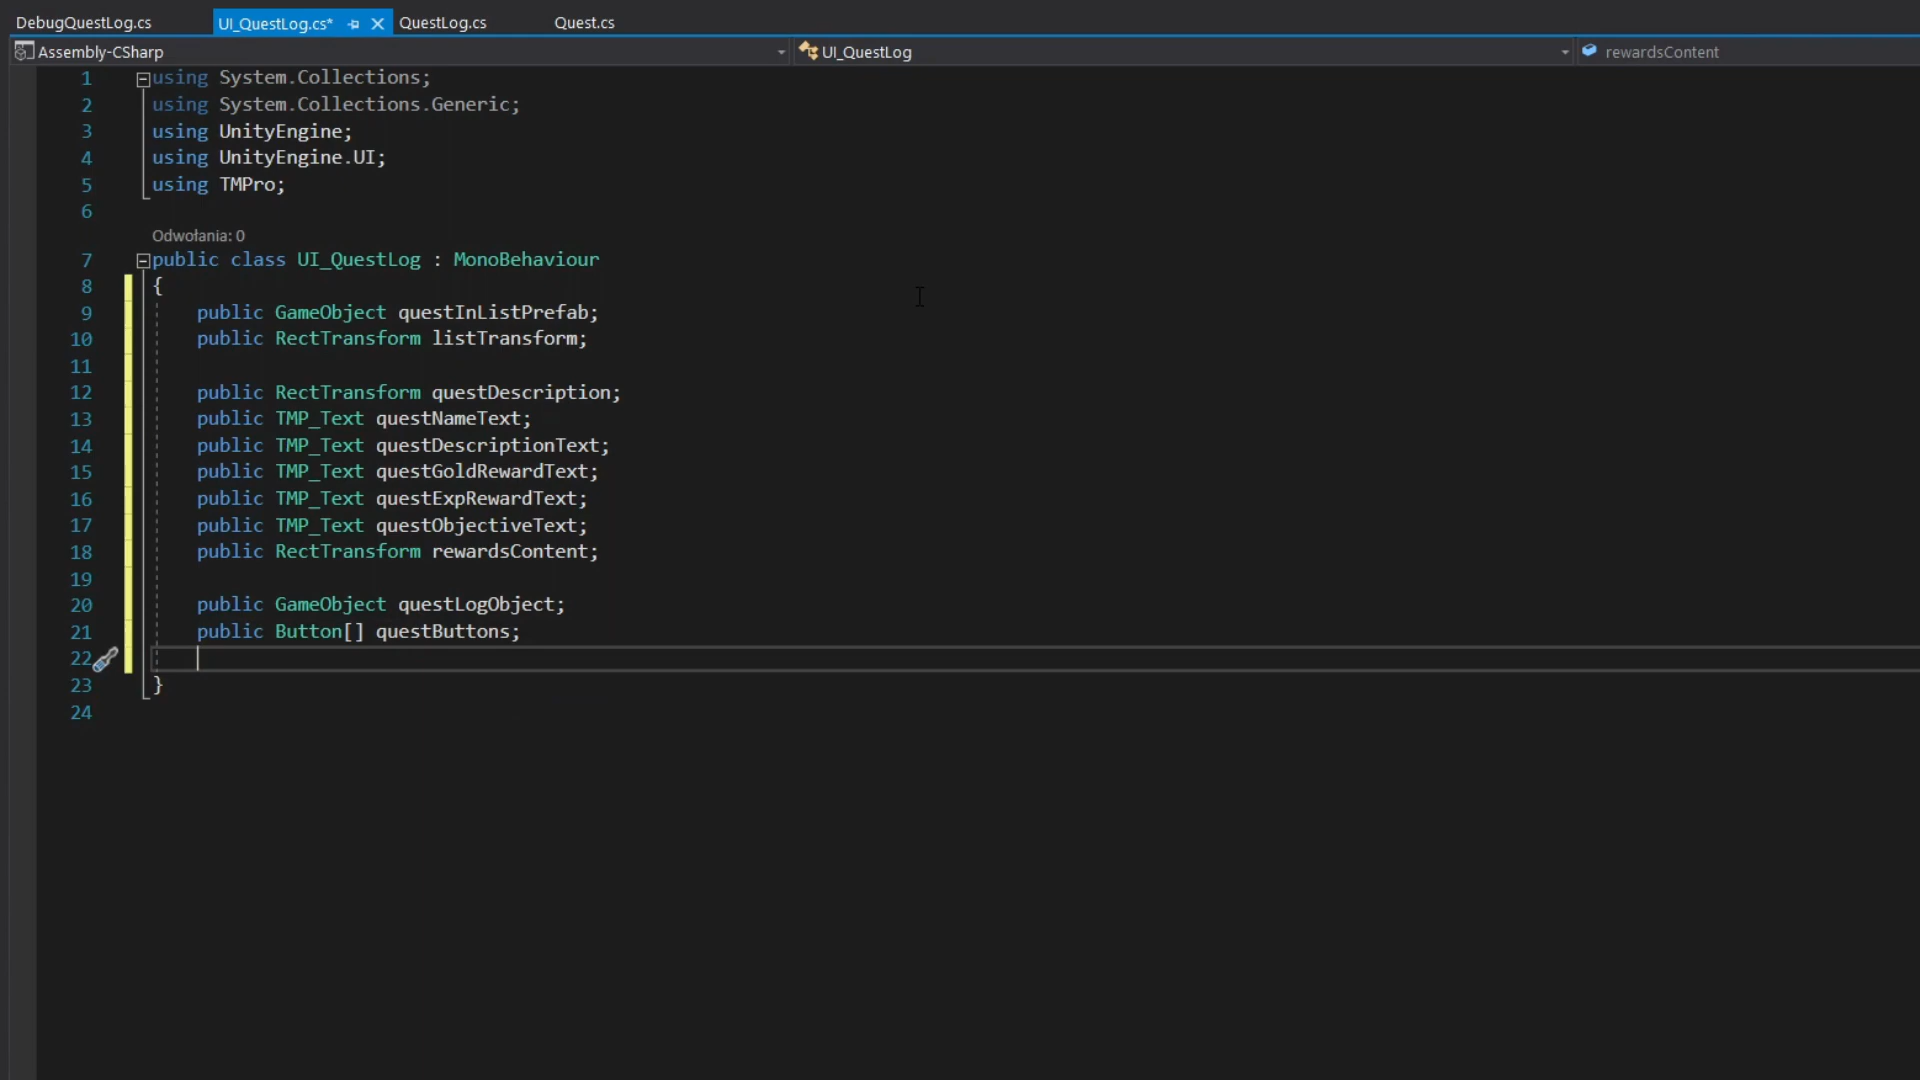 DebugQuestLog.cs UI_QuestLog.cs* QuestLog.cs Quest.cs
Assembly-CSharp UI_QuestLog rewardsContent
1 using System.Collections;
2 using System.Collections.Generic;
3 using UnityEngine;
4 using UnityEngine.UI;
5 using TMPro;
6
Odwołania: 0
7 public class UI_QuestLog : MonoBehaviour
8 {
9 public GameObject questInListPrefab;
10 public RectTransform listTransform;
11
12 public RectTransform questDescription;
13 public TMP_Text questNameText;
14 public TMP_Text questDescriptionText;
15 public TMP_Text questGoldRewardText;
16 public TMP_Text questExpRewardText;
17 public TMP_Text questObjectiveText;
18 public RectTransform rewardsContent;
19
20 public GameObject questLogObject;
21 public Button[] questButtons;
22
23 }
24